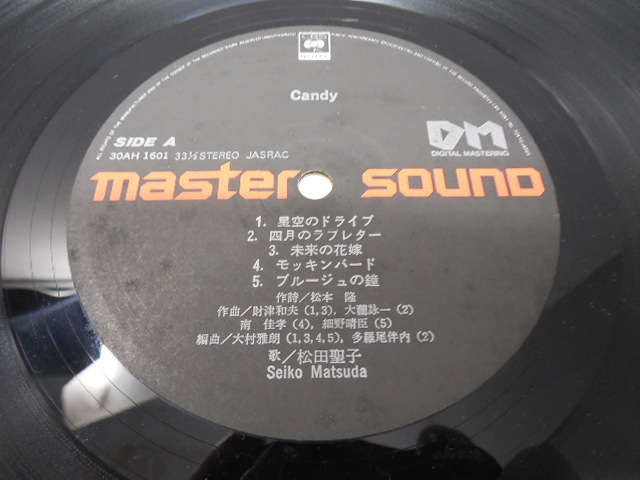 Candy
SIDE A
30AH 1601 33⅓ STEREO JASRAC
DM
DIGITAL MASTERING
master SOUND
1. 星空のドライブ
2. 四月のラブレター
3. 未来の花嫁
4. モッキンバード
5. ブルージュの鐘
作詩/松本 隆
作曲/財津和夫(1,3)、大瀧詠一(2)
南 佳孝(4)、細野晴臣(5)
編曲/大村雅朗(1,3,4,5)、多羅尾伴内(2)
歌/松田聖子
Seiko Matsuda